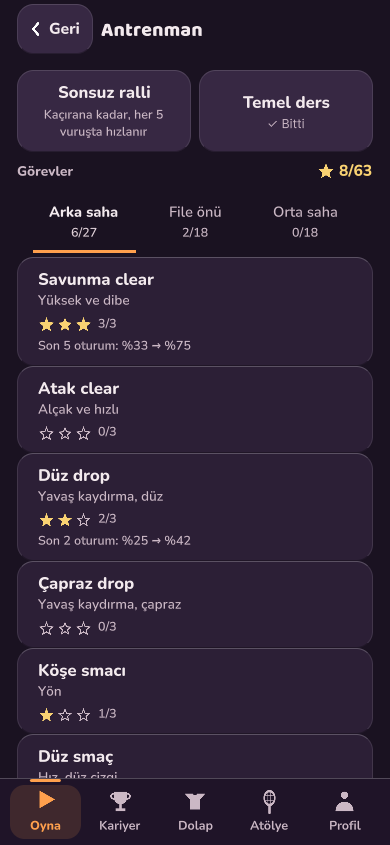 Geri
Antrenman
Sonsuz ralli
Kaçırana kadar, her 5
vuruşta hızlanır
Temel ders
✓ Bitti
Görevler
8/63
Arka saha
6/27
File önü
2/18
Orta saha
0/18
Savunma clear
Yüksek ve dibe
3/3
Son 5 oturum: %33 → %75
Atak clear
Alçak ve hızlı
0/3
Düz drop
Yavaş kaydırma, düz
2/3
Son 2 oturum: %25 → %42
Çapraz drop
Yavaş kaydırma, çapraz
0/3
Köşe smacı
Yön
1/3
Düz smaç
Hız, düz çizgi
Oyna
Kariyer
Dolap
Atölye
Profil